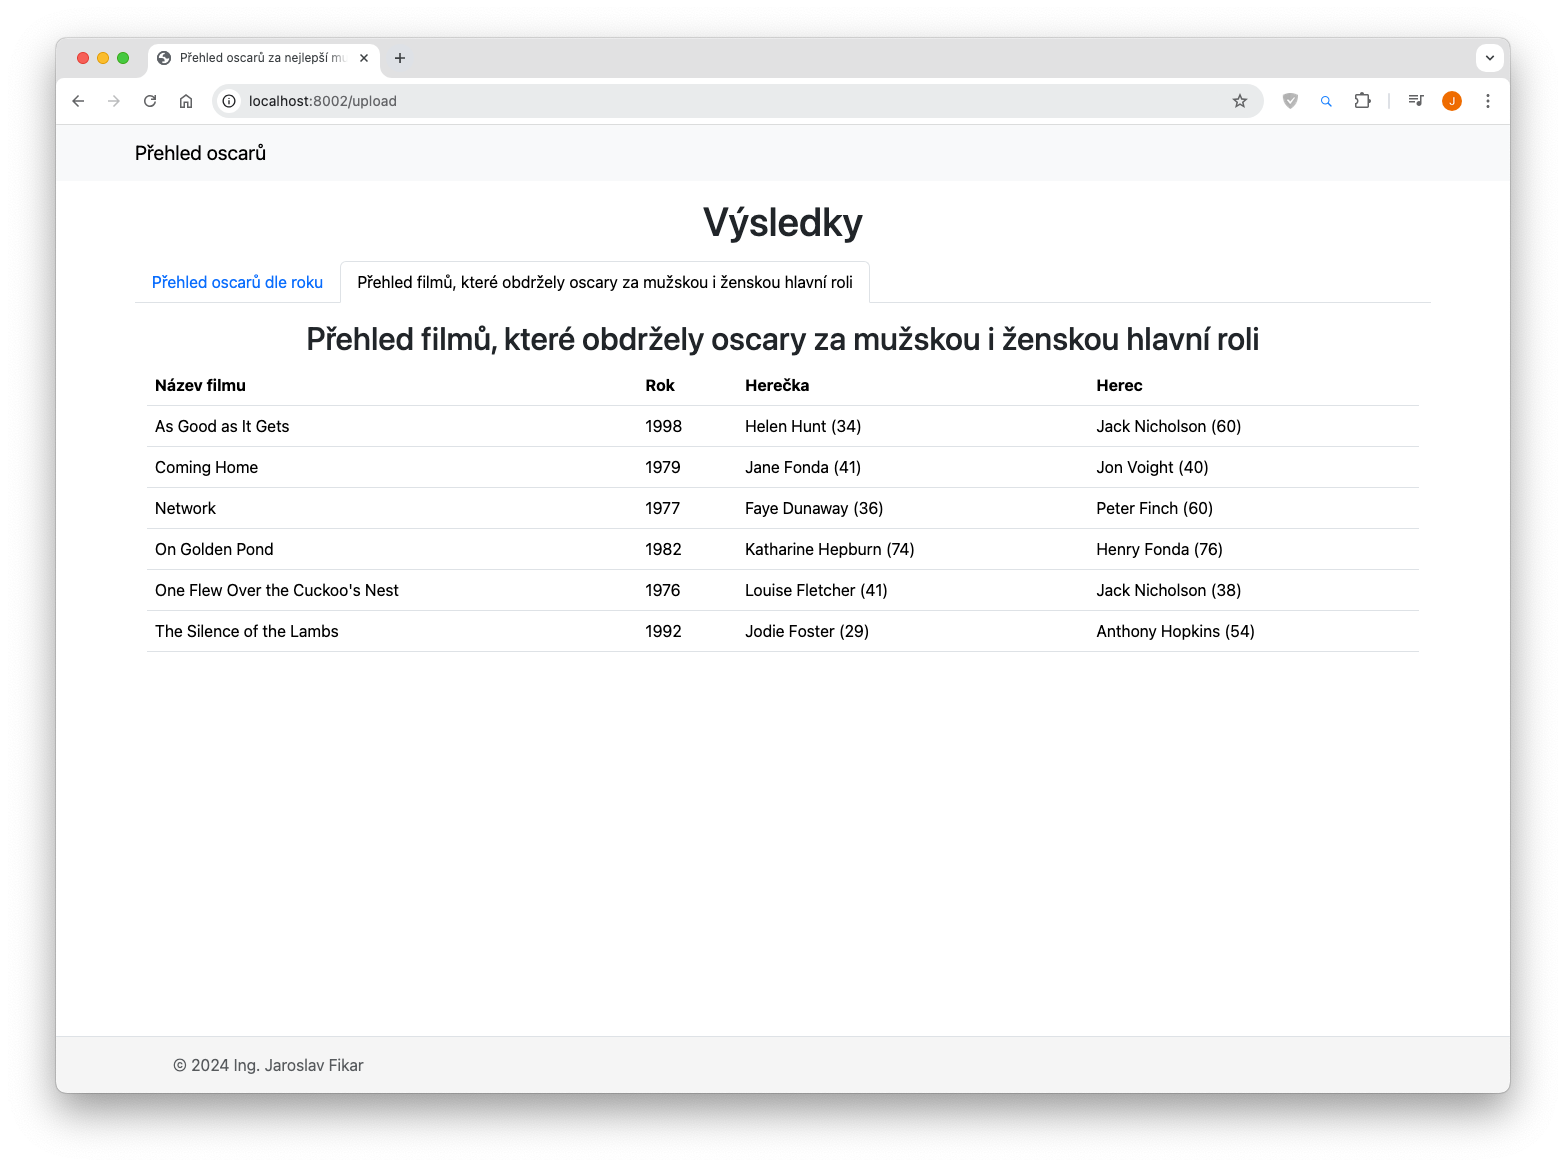 Přehled oscarů za nejlepší mu
localhost:8002/upload
J
Přehled oscarů
Výsledky
Přehled oscarů dle roku Přehled filmů, které obdržely oscary za mužskou i ženskou hlavní roli
Přehled filmů, které obdržely oscary za mužskou i ženskou hlavní roli
Název filmu Rok Herečka Herec
As Good as It Gets 1998 Helen Hunt (34) Jack Nicholson (60)
Coming Home 1979 Jane Fonda (41) Jon Voight (40)
Network 1977 Faye Dunaway (36) Peter Finch (60)
On Golden Pond 1982 Katharine Hepburn (74) Henry Fonda (76)
One Flew Over the Cuckoo's Nest 1976 Louise Fletcher (41) Jack Nicholson (38)
The Silence of the Lambs 1992 Jodie Foster (29) Anthony Hopkins (54)
© 2024 Ing. Jaroslav Fikar